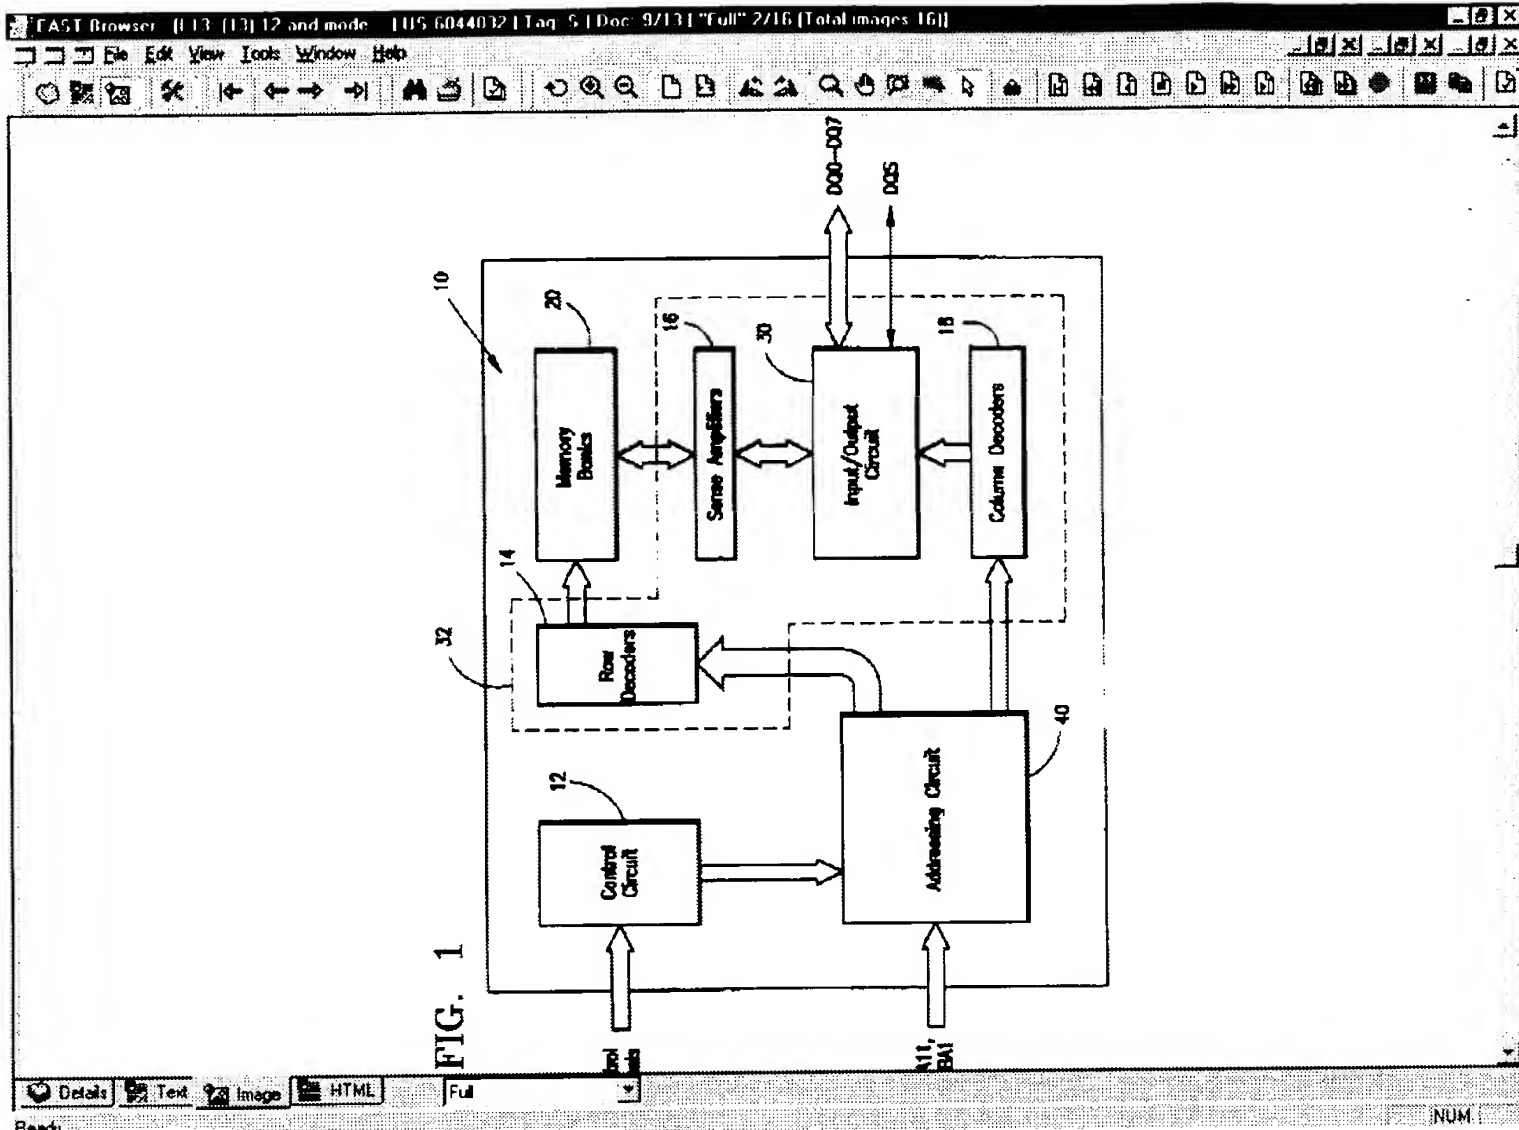 EAST Browser - [L13: (13) 12 and mode... | US 6044032 | Tag: S | Doc: 9/13 | "Full" 2/16 (Total images 16)]
File Edit View Tools Window Help
DQ0-DQ7
DQS
10
20
16
30
18
Memory
Banks
Sense Amplifiers
Input/Output
Circuit
Column Decoders
14
32
Row
Decoders
12
40
Control
Circuit
Addressing Circuit
FIG. 1
A11,
BA1
Details Text Image HTML Full
Ready NUM